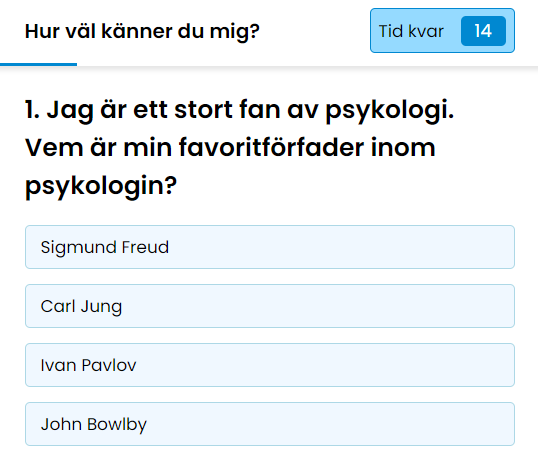 Hur väl känner du mig?
Tid kvar 14
1. Jag är ett stort fan av psykologi.
Vem är min favoritförfader inom
psykologin?
Sigmund Freud
Carl Jung
Ivan Pavlov
John Bowlby